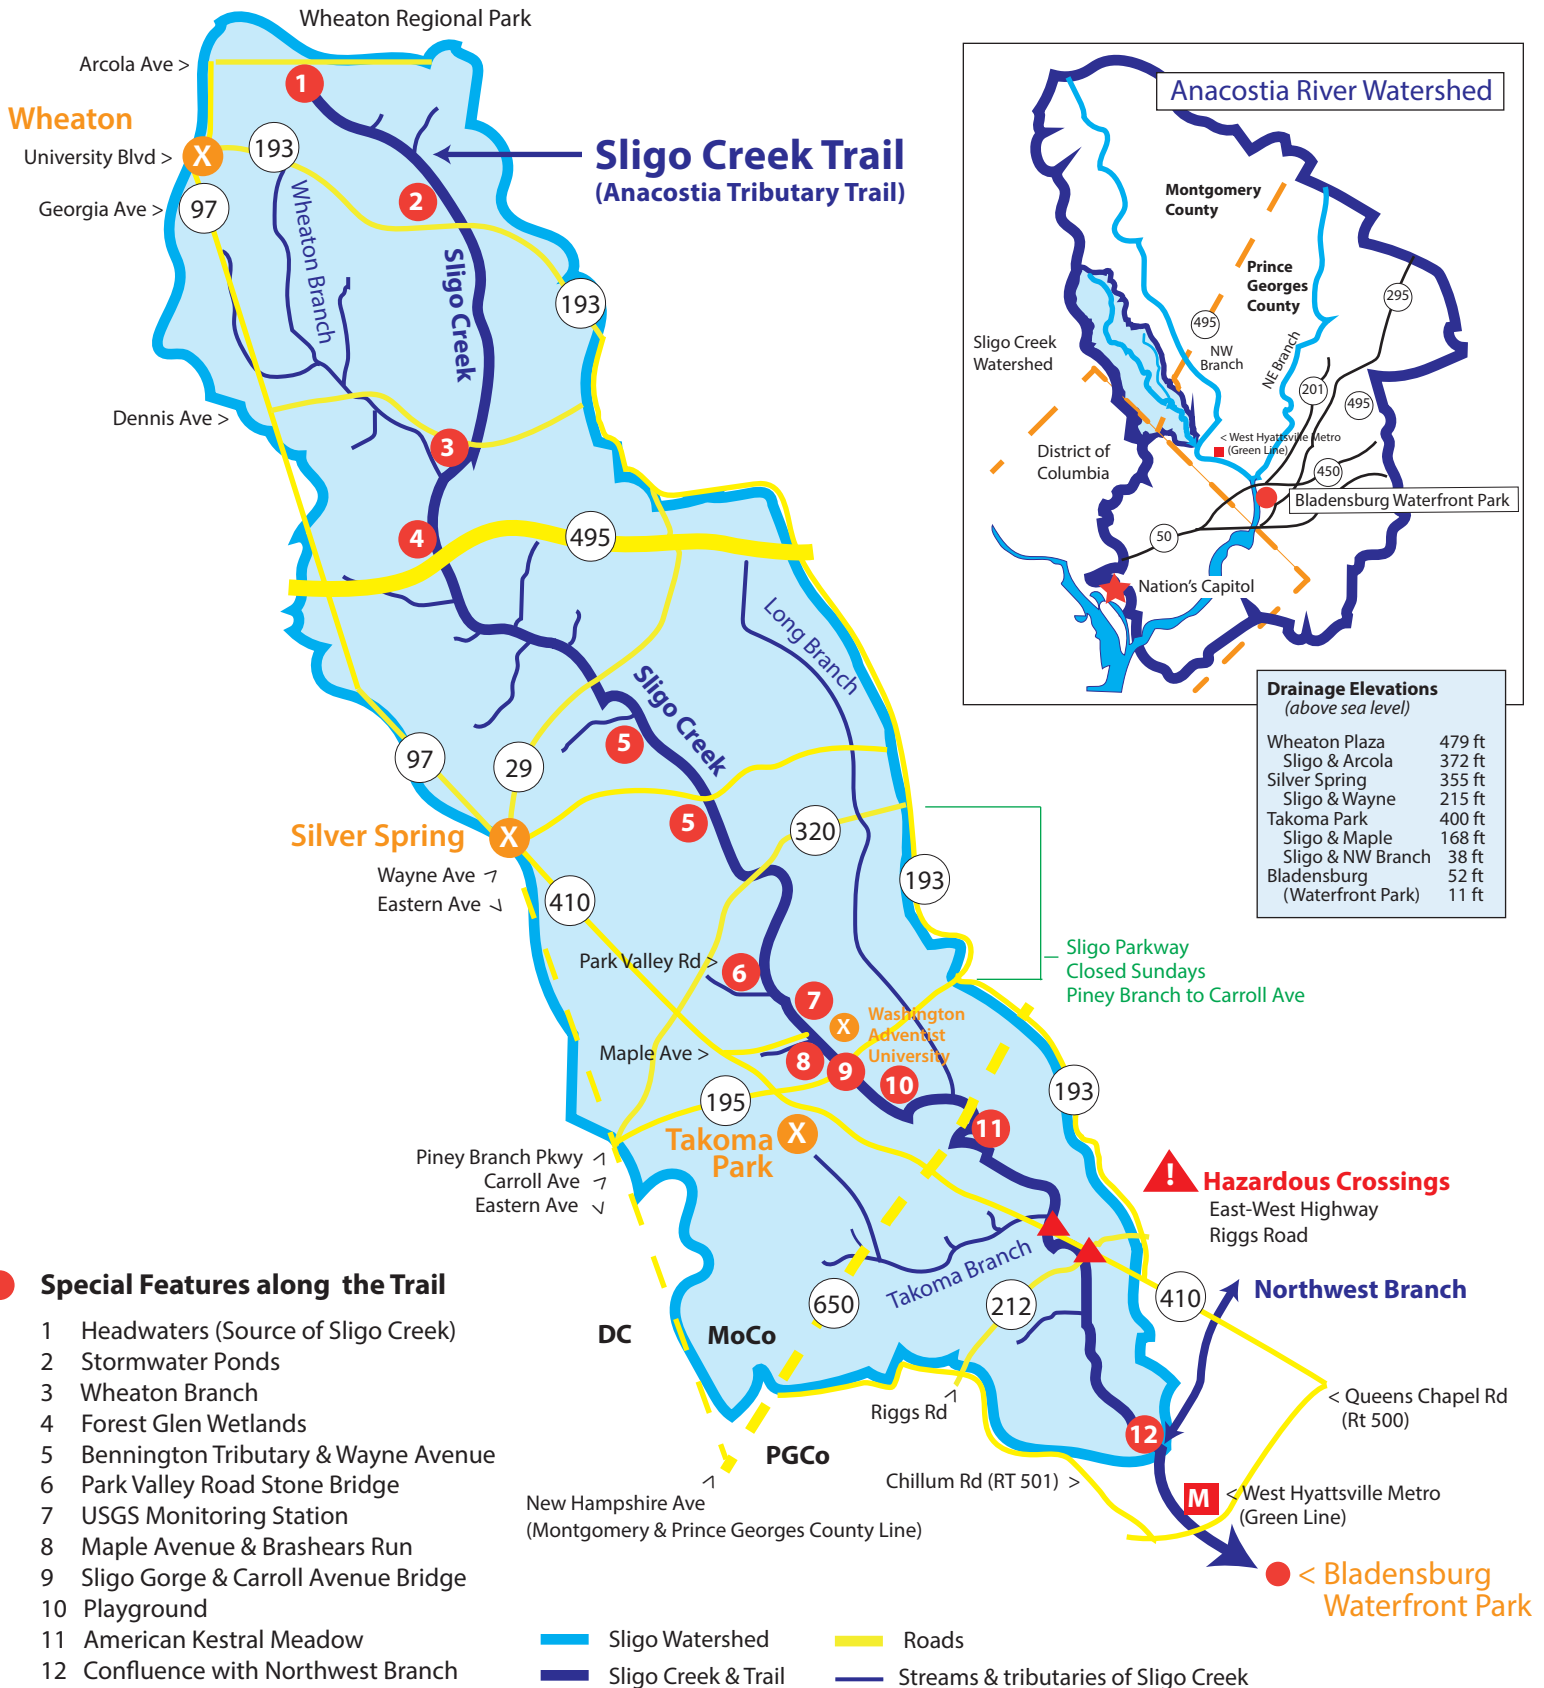 Wheaton Regional Park
Arcola Ave >
1
Wheaton
University Blvd >
X
193
Georgia Ave >
97
Wheaton Branch
2
Sligo Creek Trail
(Anacostia Tributary Trail)
Sligo Creek
193
Dennis Ave >
3
4
495
Long Branch
Sligo Creek
5
97
29
5
320
Silver Spring
X
Wayne Ave >
Eastern Ave >
410
193
Park Valley Rd >
6
7
X
Washington
Adventist
University
Sligo Parkway
Closed Sundays
Piney Branch to Carroll Ave
Maple Ave >
8
9
10
195
193
Takoma
Park
X
11
Piney Branch Pkwy >
Carroll Ave >
Eastern Ave >
!
Hazardous Crossings
East-West Highway
Riggs Road
Takoma Branch
650
212
410
Northwest Branch
DC
MoCo
PGCo
Riggs Rd >
< Queens Chapel Rd
(Rt 500)
12
Chillum Rd (RT 501) >
M
< West Hyattsville Metro
(Green Line)
New Hampshire Ave >
(Montgomery & Prince Georges County Line)
< Bladensburg
Waterfront Park
Anacostia River Watershed
Montgomery
County
Prince
Georges
County
295
495
NW
Branch
NE Branch
Sligo Creek
Watershed
201
495
< West Hyattsville Metro
(Green Line)
District of
Columbia
450
Bladensburg Waterfront Park
50
Nation's Capitol
Drainage Elevations
(above sea level)
Wheaton Plaza 479 ft
Sligo & Arcola 372 ft
Silver Spring 355 ft
Sligo & Wayne 215 ft
Takoma Park 400 ft
Sligo & Maple 168 ft
Sligo & NW Branch 38 ft
Bladensburg 52 ft
(Waterfront Park) 11 ft
Special Features along the Trail
1 Headwaters (Source of Sligo Creek)
2 Stormwater Ponds
3 Wheaton Branch
4 Forest Glen Wetlands
5 Bennington Tributary & Wayne Avenue
6 Park Valley Road Stone Bridge
7 USGS Monitoring Station
8 Maple Avenue & Brashears Run
9 Sligo Gorge & Carroll Avenue Bridge
10 Playground
11 American Kestral Meadow
12 Confluence with Northwest Branch
Sligo Watershed
Sligo Creek & Trail
Roads
Streams & tributaries of Sligo Creek